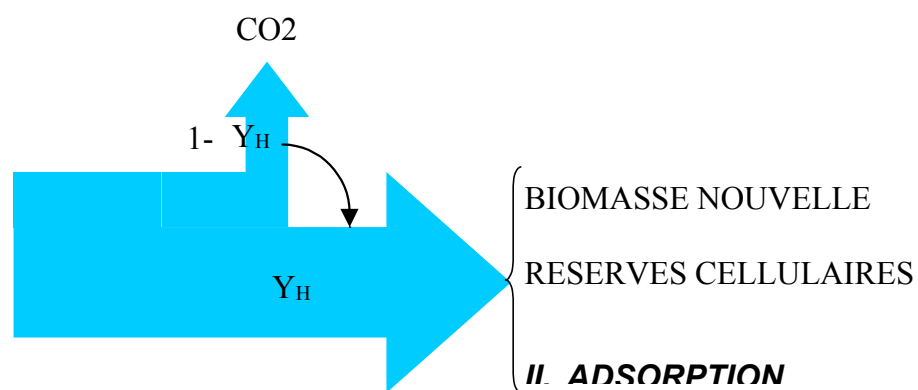 CO2
1- YH
BIOMASSE NOUVELLE
RESERVES CELLULAIRES
YH
II. ADSORPTION